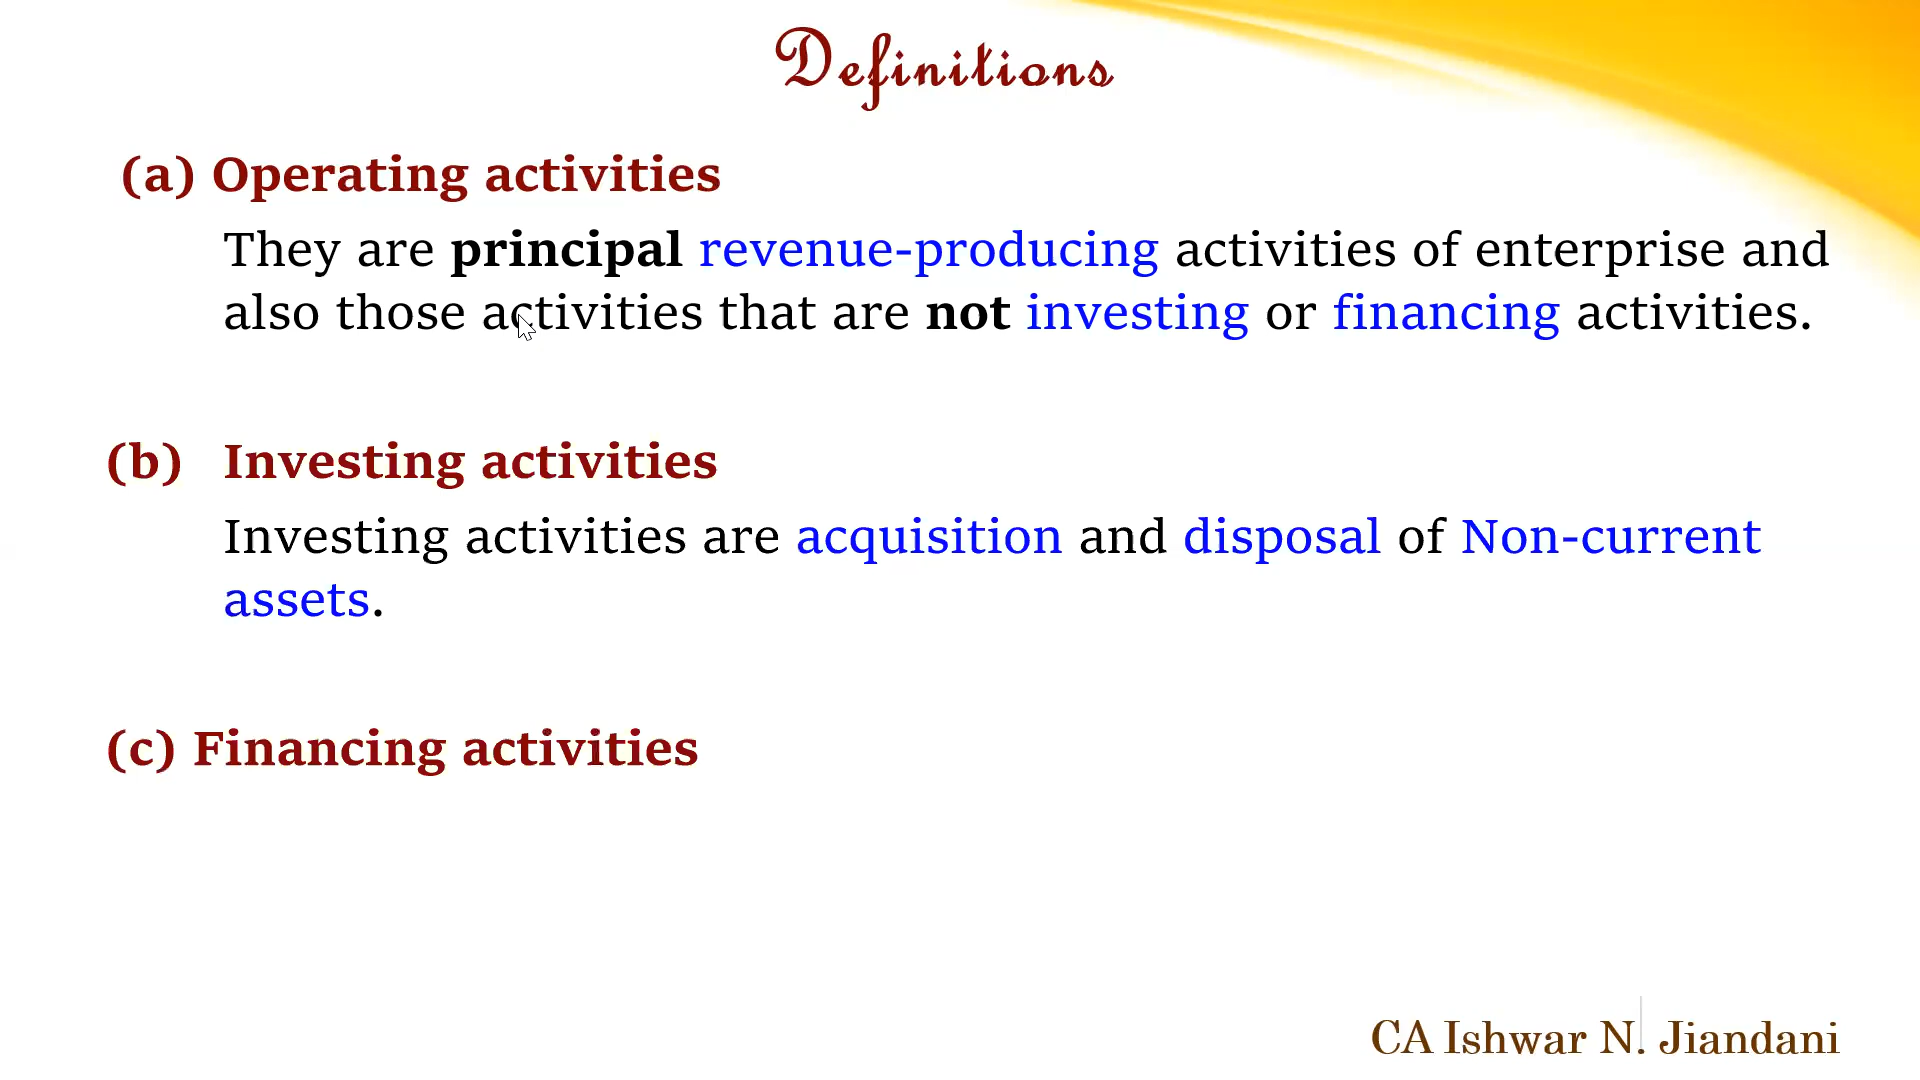 Definitions
(a) Operating activities
They are principal revenue-producing activities of enterprise and
also those activities that are not investing or financing activities.
(b) Investing activities
Investing activities are acquisition and disposal of Non-current
assets.
(c) Financing activities
CA Ishwar N. Jiandani